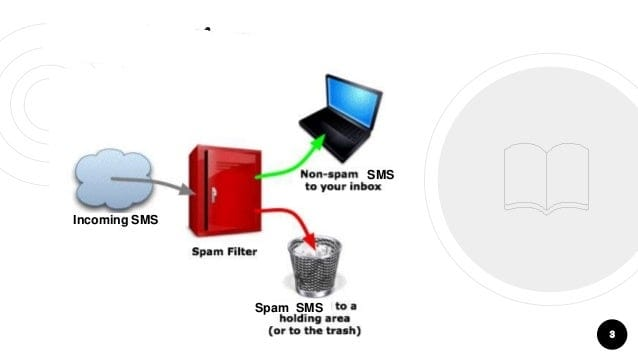 Non-spam SMS
to your inbox
Incoming SMS
Spam Filter
Spam SMS to a
holding area
(or to the trash)
3